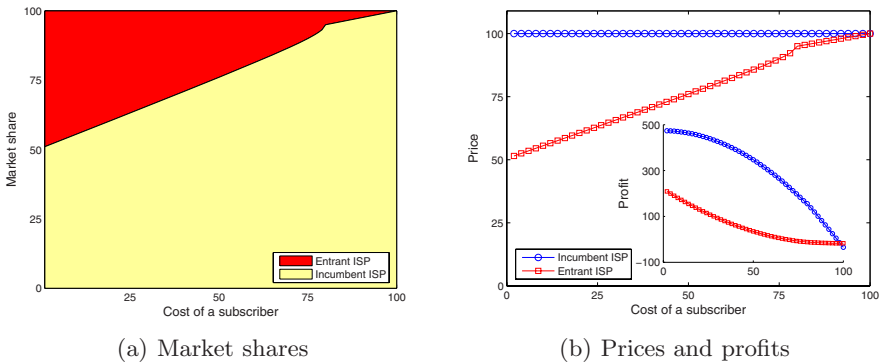 100
75
50
25
0
Market share
25
50
75
100
Cost of a subscriber
Entrant ISP
Incumbent ISP
(a) Market shares
100
75
50
25
0
Price
0
25
50
75
100
Cost of a subscriber
Incumbent ISP
Entrant ISP
500
300
100
−100
Profit
0
50
100
(b) Prices and profits